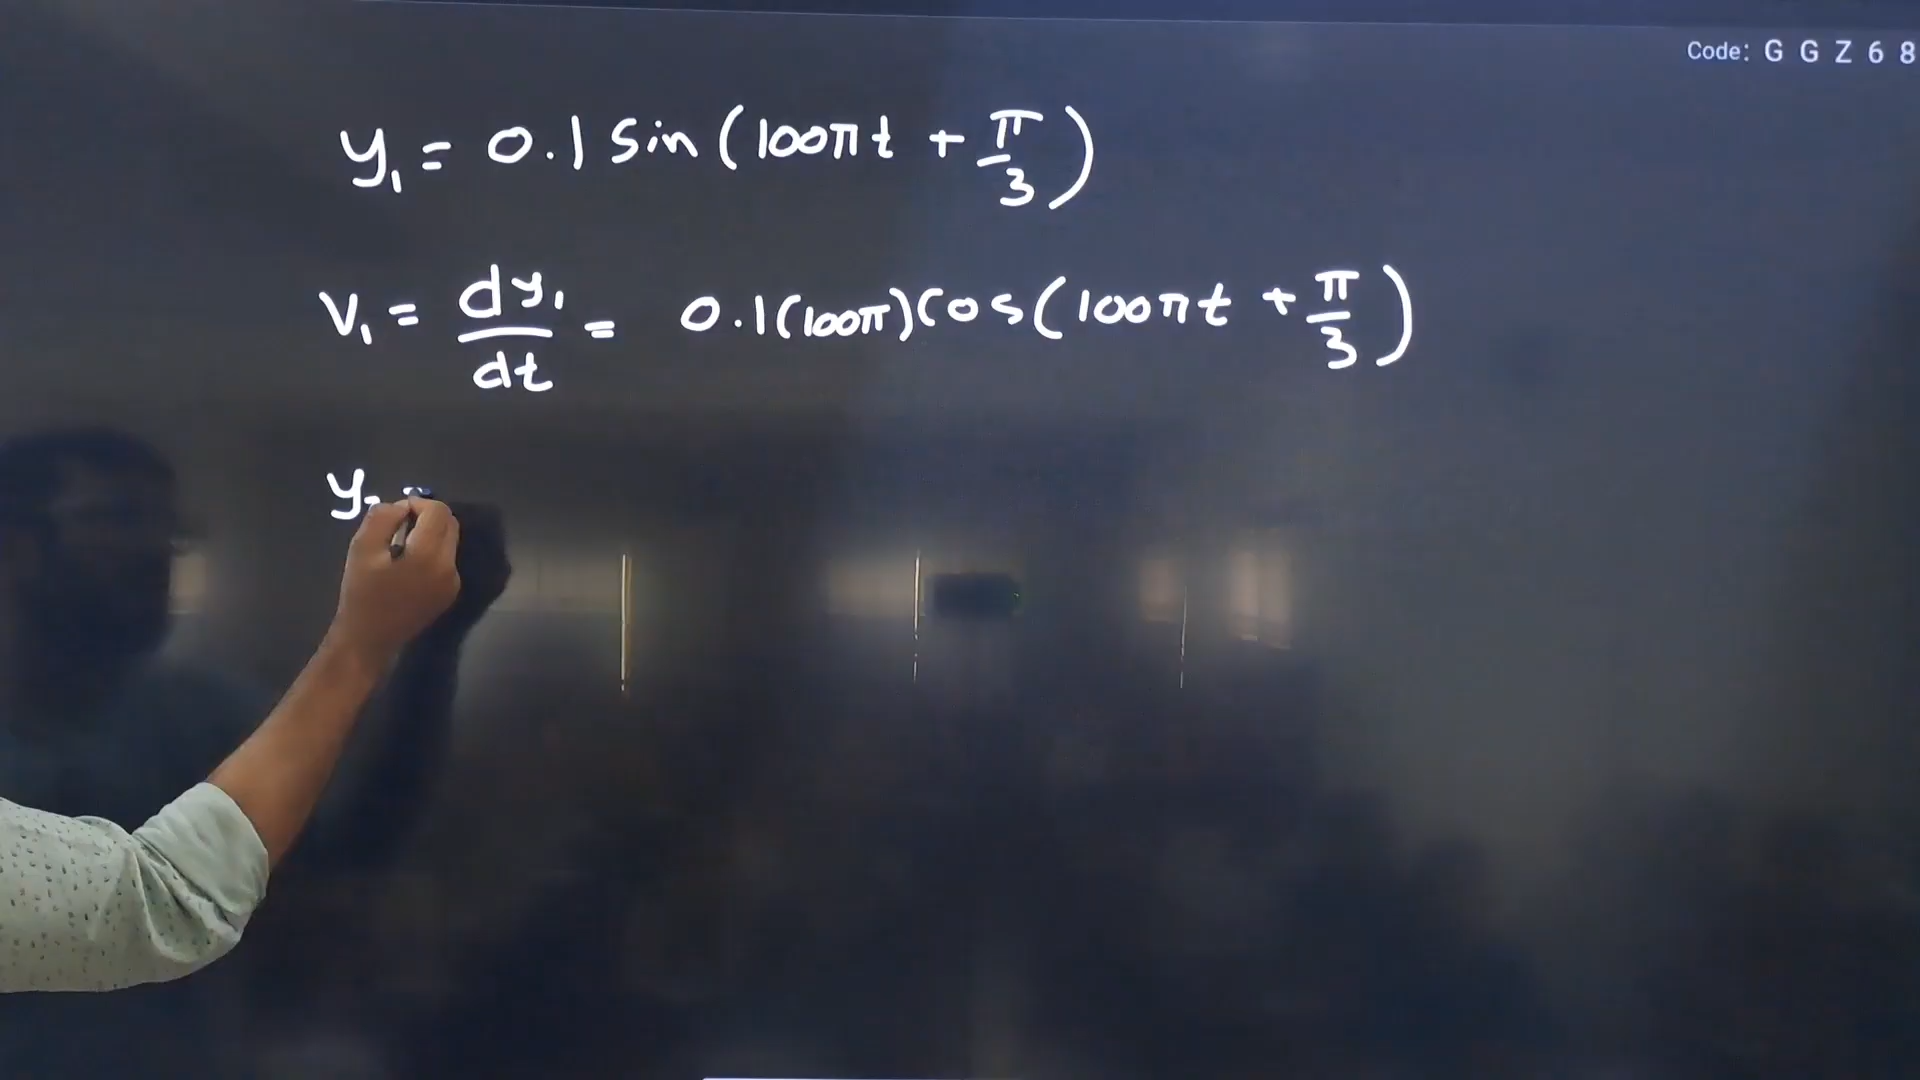 Code: G G Z 6 8
y₁ = 0.1 sin(100πt + π/3)
v₁ = dy₁/dt = 0.1(100π)cos(100πt + π/3)
y₂ =